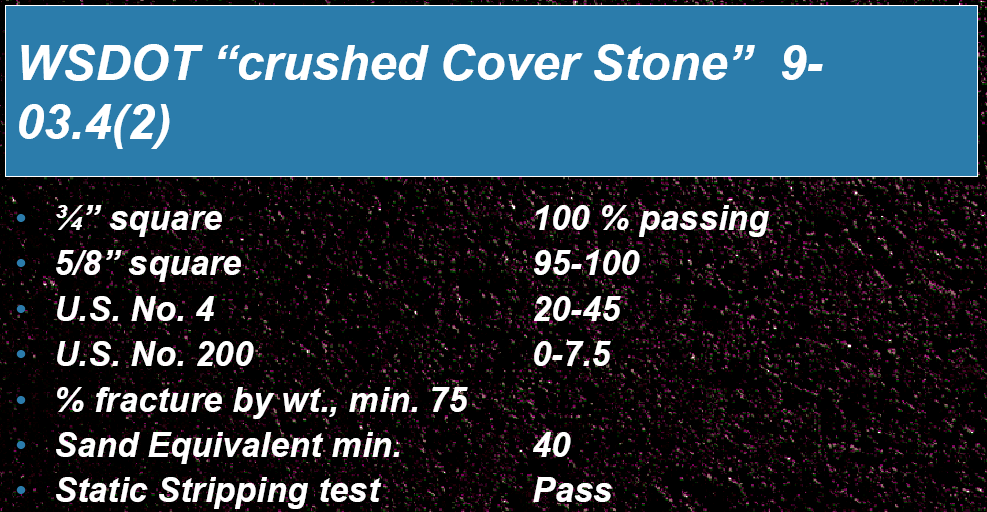 WSDOT “crushed Cover Stone” 9-
03.4(2)
• ¾” square 100 % passing
• 5/8” square 95-100
• U.S. No. 4 20-45
• U.S. No. 200 0-7.5
• % fracture by wt., min. 75
• Sand Equivalent min. 40
• Static Stripping test Pass